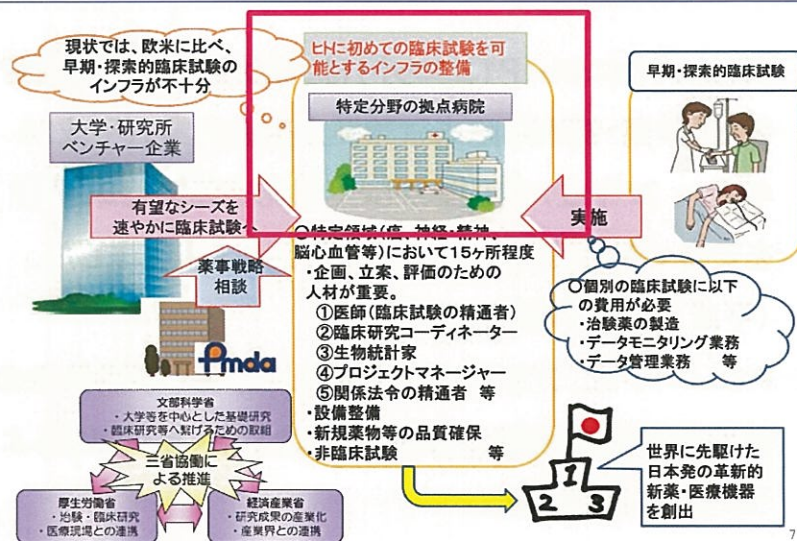 現状では、欧米に比べ、
早期・探索的臨床試験の
インフラが不十分
大学・研究所
ベンチャー企業
有望なシーズを
速やかに臨床試験へ
薬事戦略
相談
Pmda
文部科学省
・大学等を中心とした基礎研究
・臨床研究等へ繋げるための取組
三省協働に
よる推進
厚生労働省
・治験・臨床研究
・医療現場との連携
経済産業省
・研究成果の産業化
・産業界との連携
ヒトに初めての臨床試験を可
能とするインフラの整備
特定分野の拠点病院
○特定領域(癌、神経・精神、
脳心血管等)において15ヶ所程度
・企画、立案、評価のための
人材が重要。
①医師(臨床試験の精通者)
②臨床研究コーディネーター
③生物統計家
④プロジェクトマネージャー
⑤関係法令の精通者 等
・設備整備
・新規薬物等の品質確保
・非臨床試験 等
早期・探索的臨床試験
実施
○個別の臨床試験に以下
の費用が必要
・治験薬の製造
・データモニタリング業務
・データ管理業務 等
1
2 3
世界に先駆けた
日本発の革新的
新薬・医療機器
を創出
7